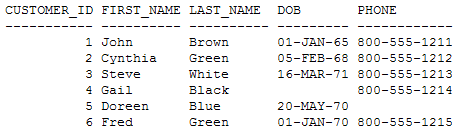 CUSTOMER_ID FIRST_NAME LAST_NAME  DOB       PHONE
----------- ---------- ---------- --------- ------------
          1 John       Brown      01-JAN-65 800-555-1211
          2 Cynthia    Green      05-FEB-68 800-555-1212
          3 Steve      White      16-MAR-71 800-555-1213
          4 Gail       Black                800-555-1214
          5 Doreen     Blue       20-MAY-70
          6 Fred       Green      01-JAN-70 800-555-1215